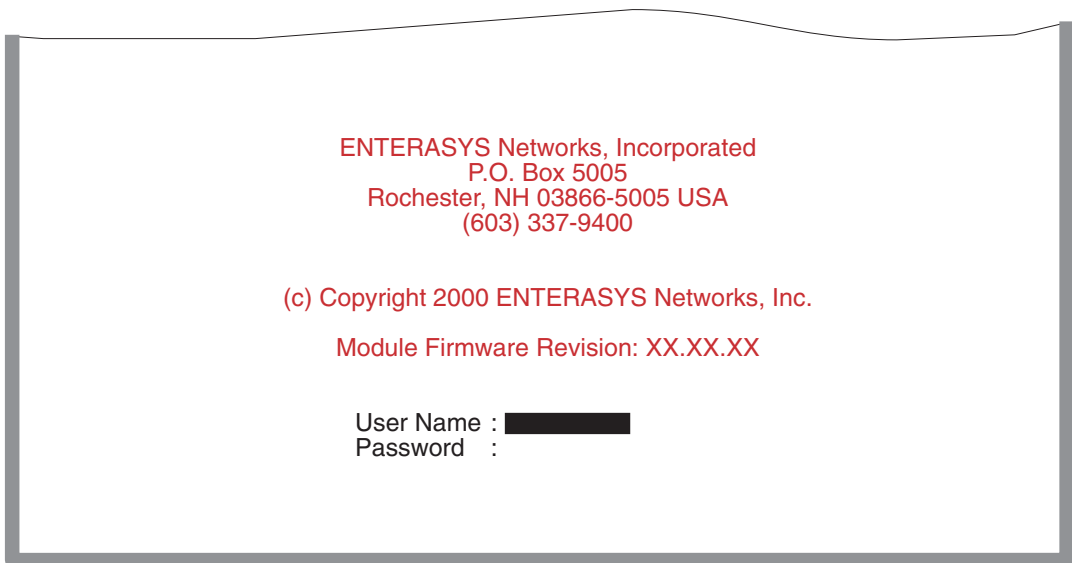 ENTERASYS Networks, Incorporated
P.O. Box 5005
Rochester, NH 03866-5005 USA
(603) 337-9400
(c) Copyright 2000 ENTERASYS Networks, Inc.
Module Firmware Revision: XX.XX.XX
User Name :
Password :